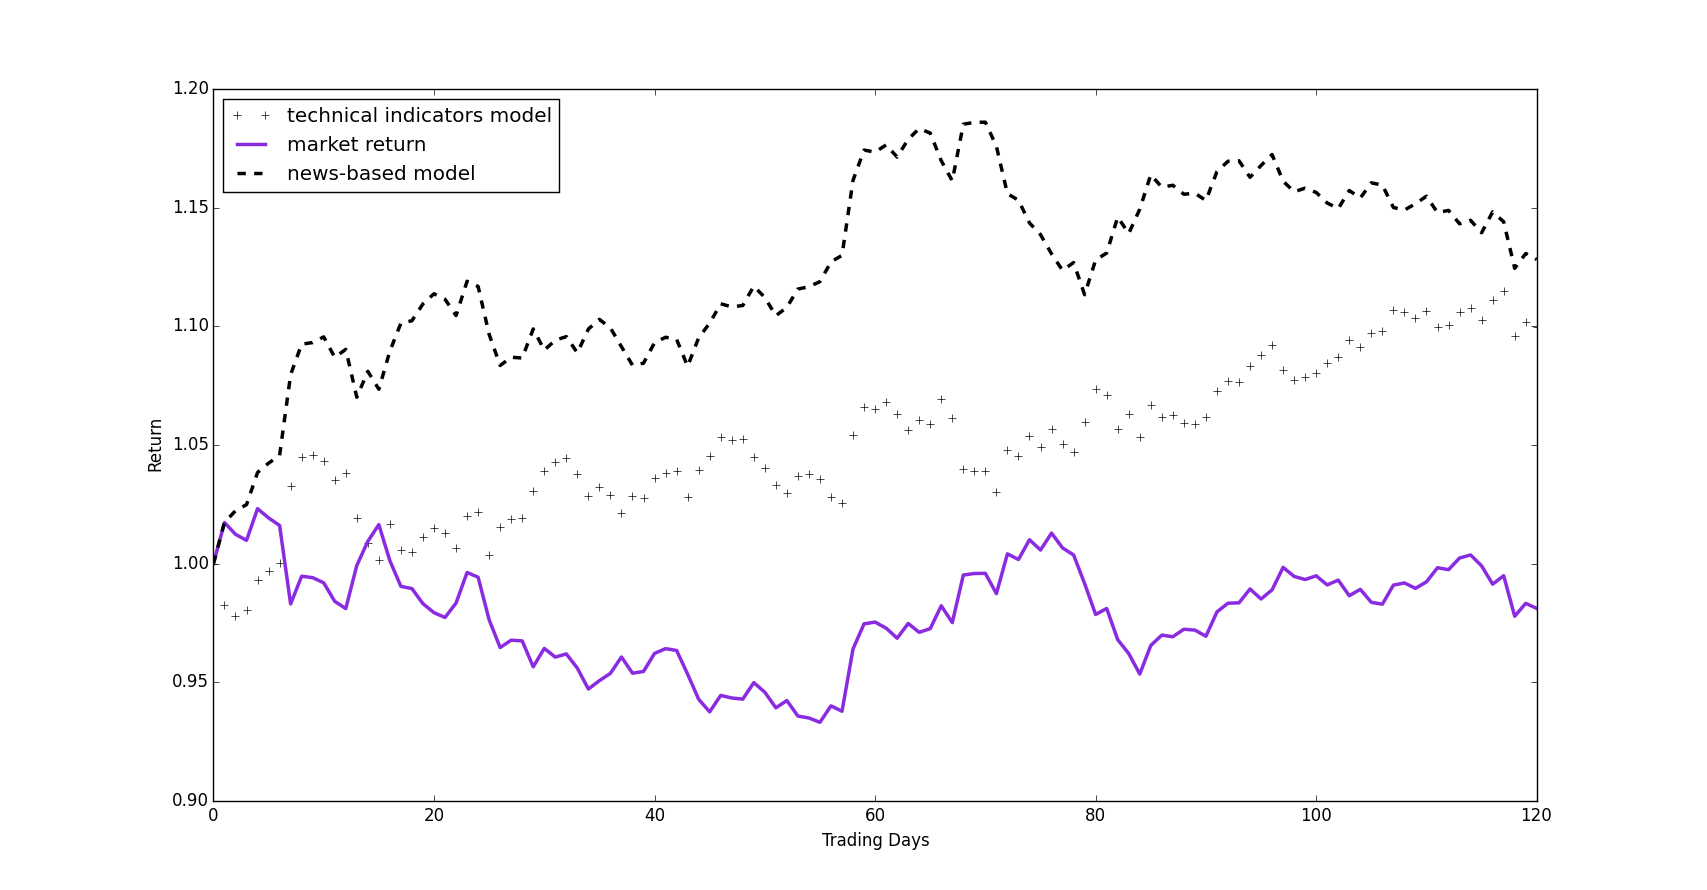 1.20
technical indicators model
market return
news-based model
1.15
1.10
1.05
1.00
0.95
0.90
Return
0 20 40 60 80 100 120
Trading Days